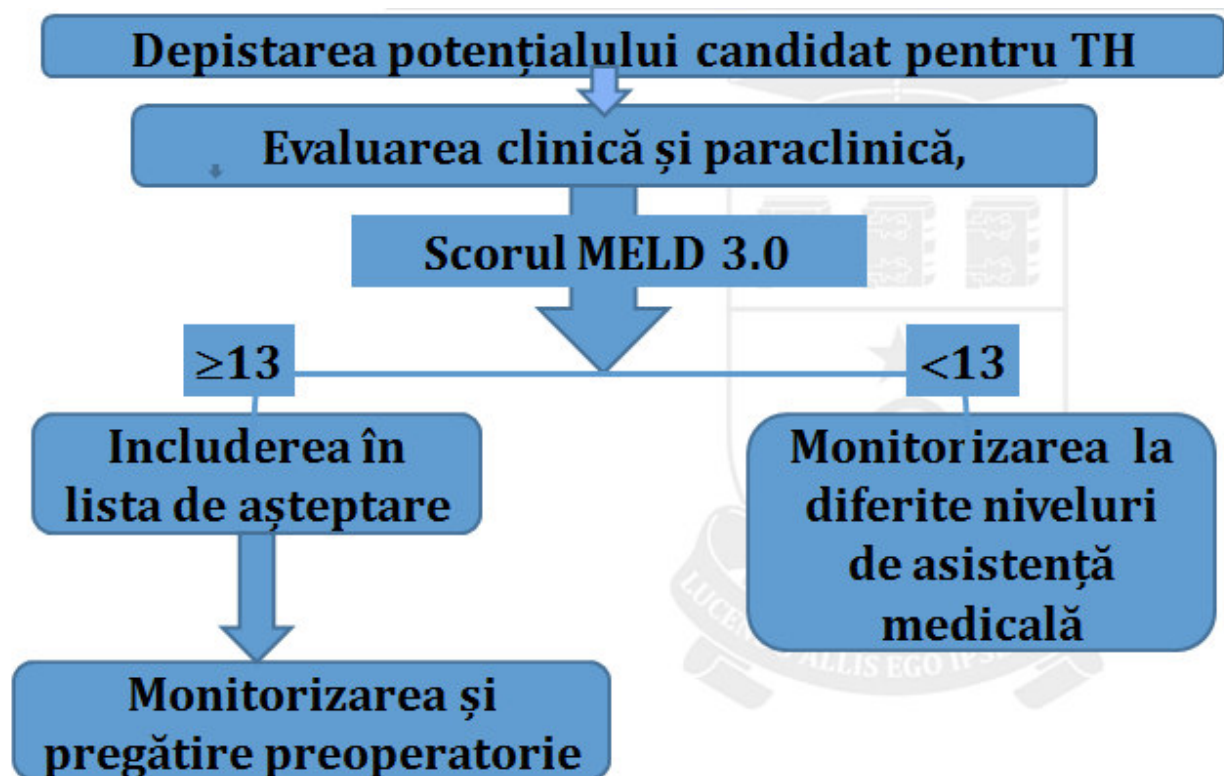 Depistarea potențialului candidat pentru TH
Evaluarea clinică și paraclinică,
Scorul MELD 3.0
≥13
<13
Includerea în
lista de așteptare
Monitorizarea la
diferite niveluri
de asistență
medicală
Monitorizarea și
pregătire preoperatorie